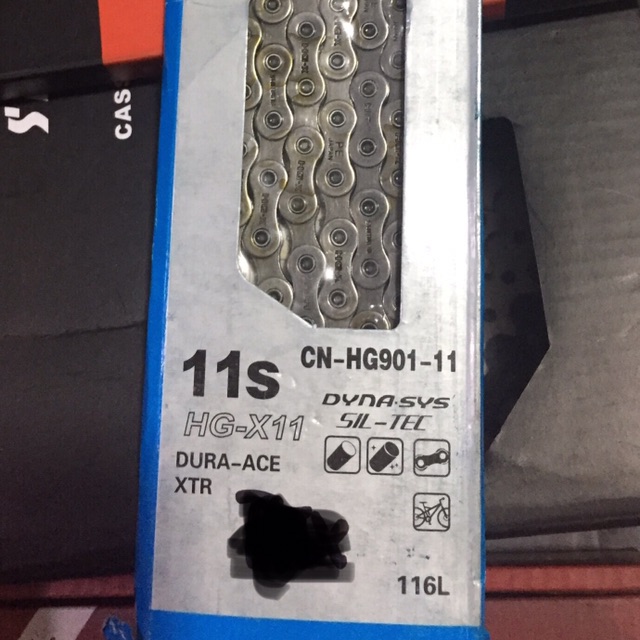 S'
CAS
11s
CN-HG901-11
HG-X11
DYNA-SYS
SIL-TEC
DURA-ACE
XTR
116L